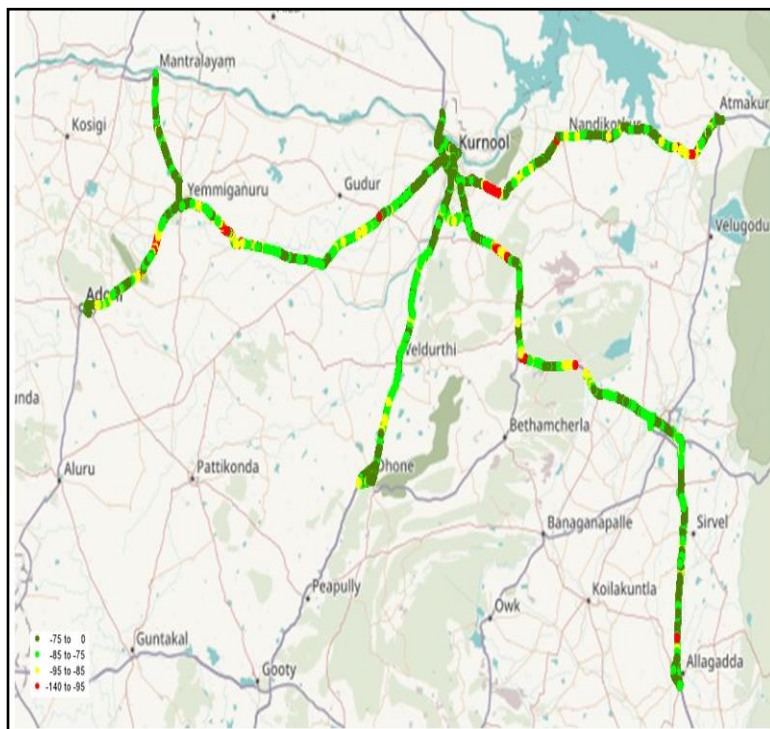 Mantralayam
Atmakur
Kosigi
Nandikotkur
Kurnool
Yemmiganuru
Gudur
Velugodu
Adoni
Veldurthi
unda
Bethamcherla
Dhone
Aluru
Pattikonda
Banaganapalle
Sirvel
Peapully
Koilakuntla
Owk
-75 to 0
-85 to -75
-95 to -85
-140 to -95
Guntakal
Gooty
Allagadda